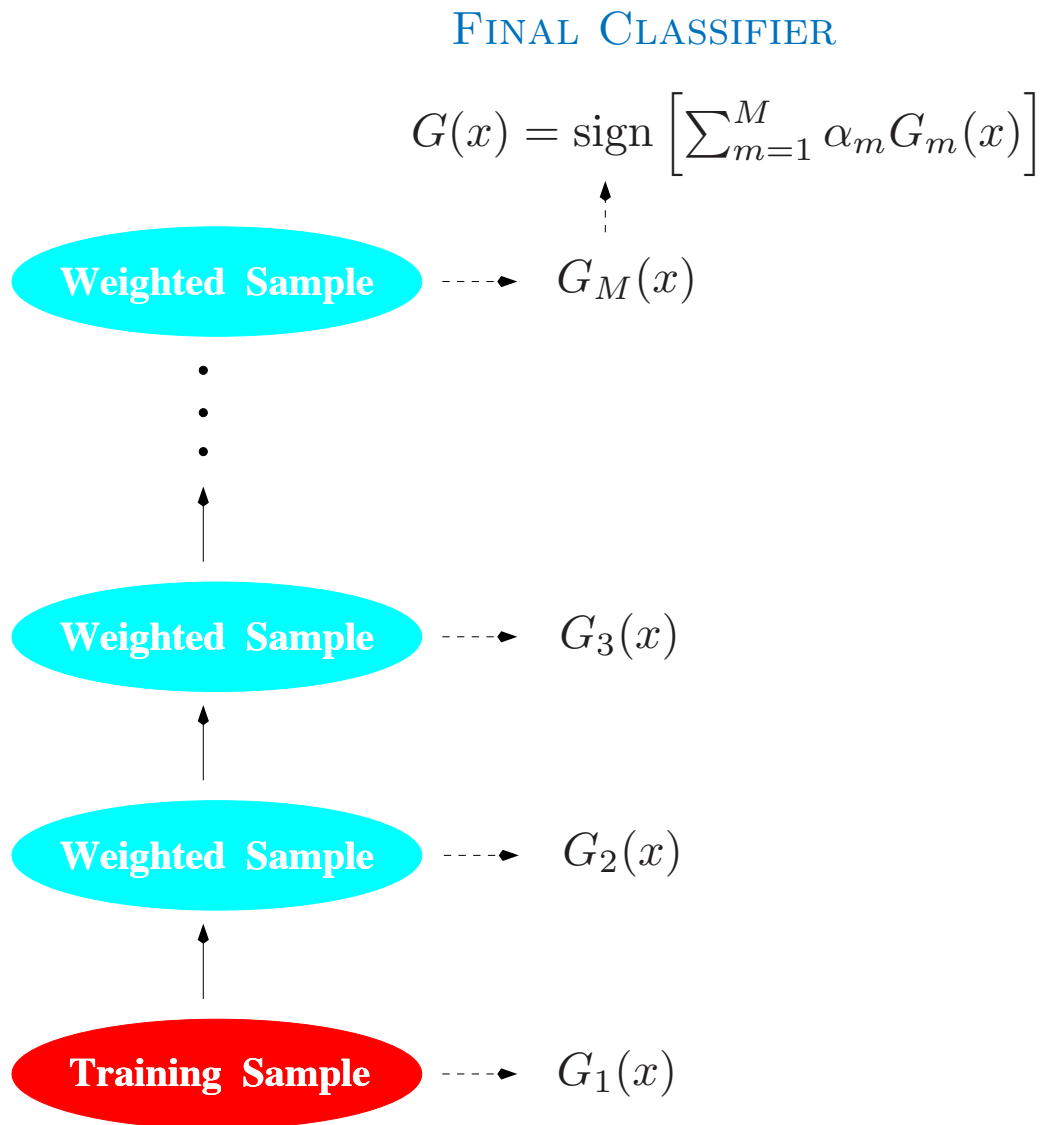 FINAL CLASSIFIER
G(x) = sign [∑_{m=1}^{M} α_m G_m(x)]
Weighted Sample
G_M(x)
Weighted Sample
G_3(x)
Weighted Sample
G_2(x)
Training Sample
G_1(x)